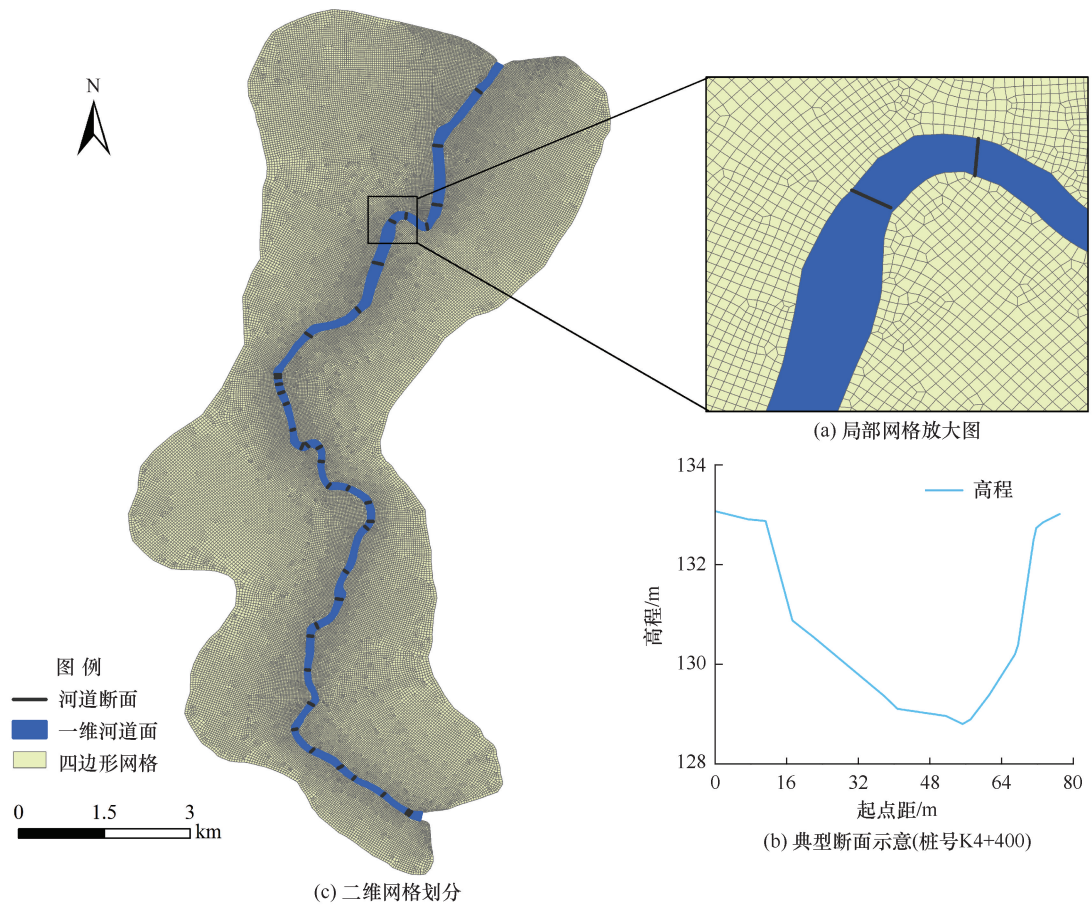 N
(a) 局部网格放大图
134
132
130
128
高程/m
高程
0
16
32
48
64
80
起点距/m
(b) 典型断面示意(桩号K4+400)
图 例
河道断面
一维河道面
四边形网格
0
1.5
3
km
(c) 二维网格划分